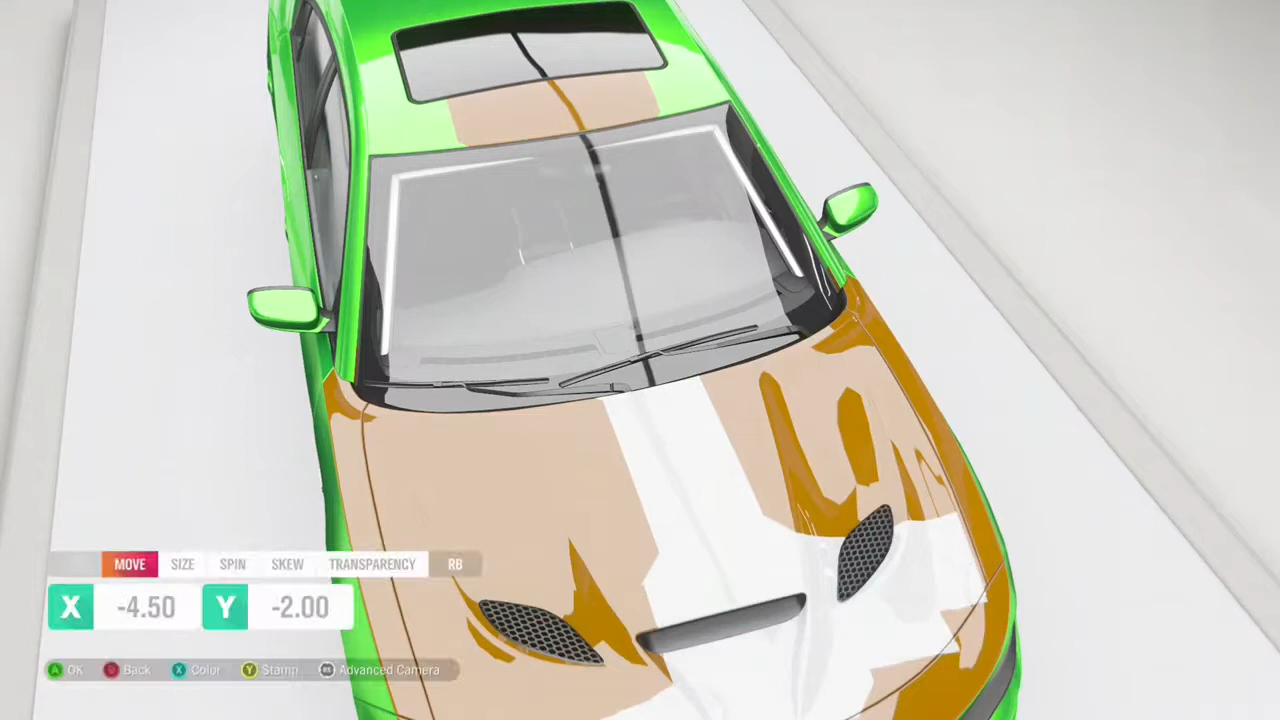 MOVE SIZE SPIN SKEW TRANSPARENCY RB
X -4.50 Y -2.00
A OK B Back X Color Y Stamp RS Advanced Camera